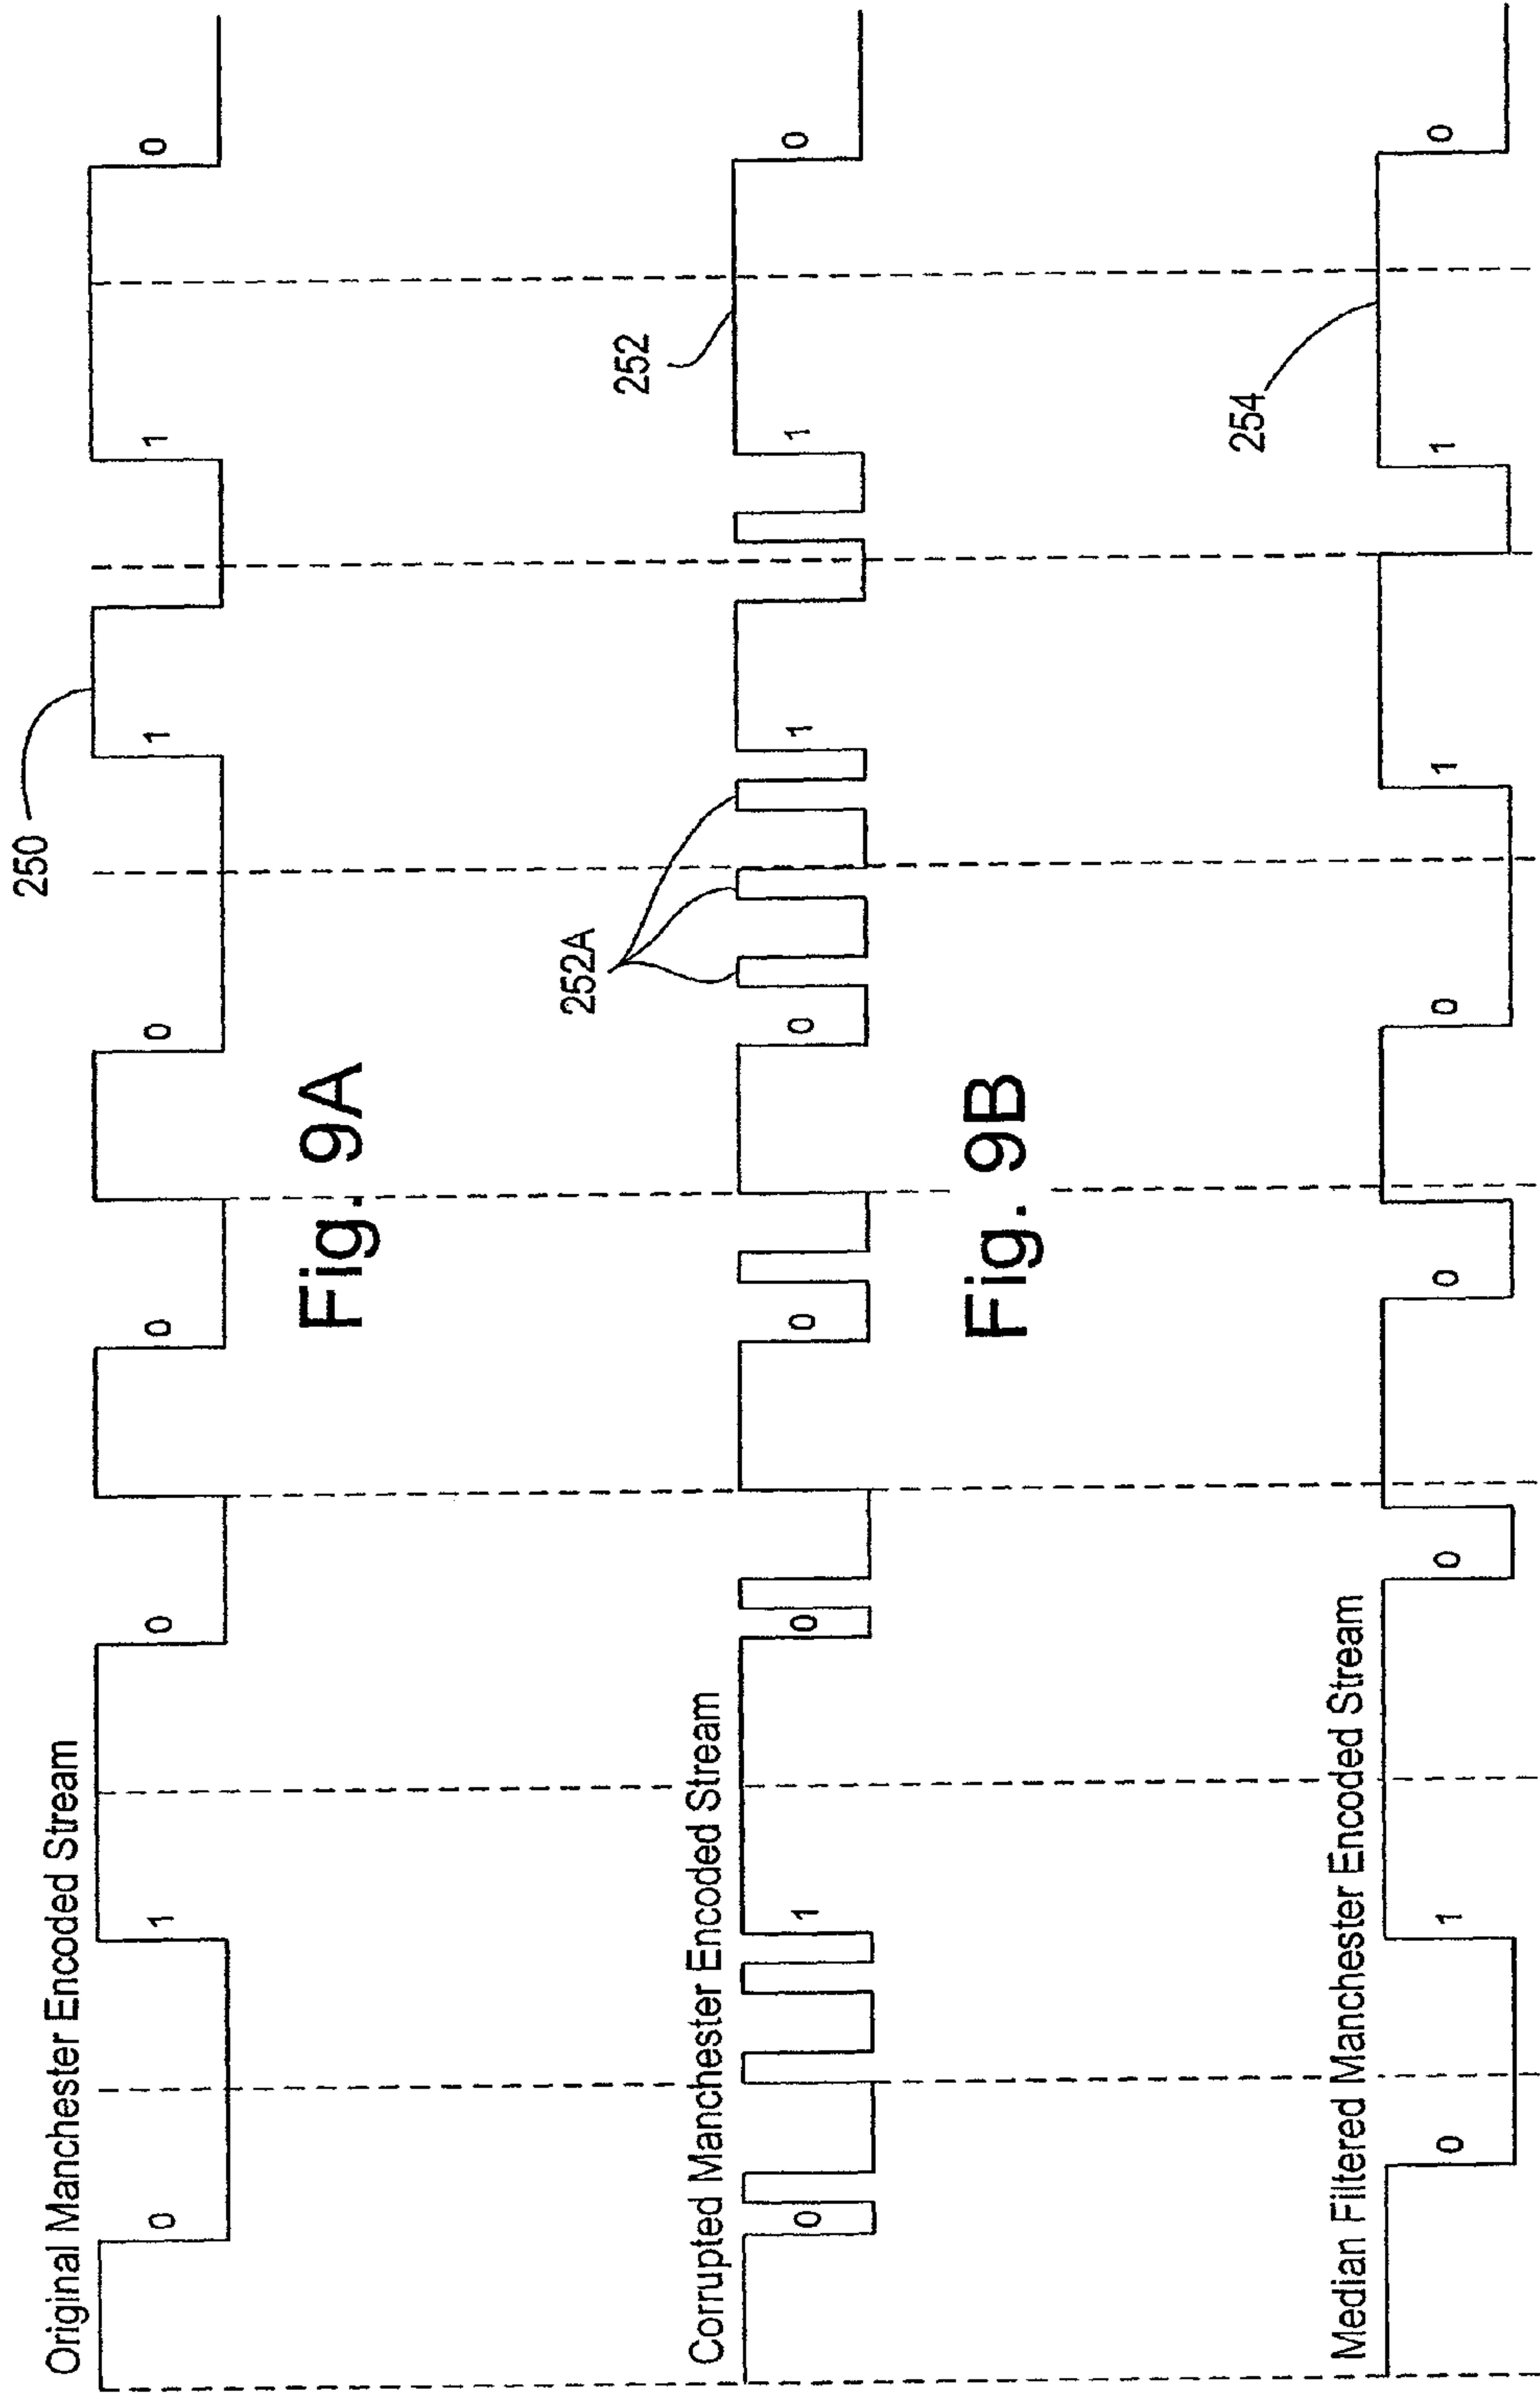 250
Original Manchester Encoded Stream
0 1 0 0 0 1 1 0
Fig. 9A
252
252A
Corrupted Manchester Encoded Stream
0 1 0 0 0 1 1 0
Fig. 9B
254
Median Filtered Manchester Encoded Stream
0 1 0 0 0 1 1 0